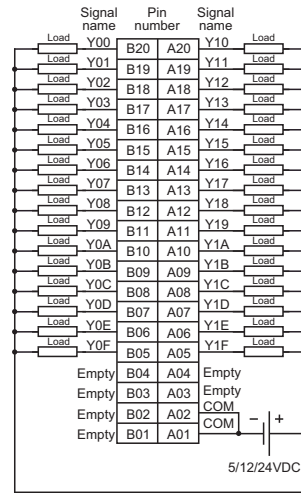 Signal name Pin number Signal name
Load Y00 B20 A20 Y10 Load
Load Y01 B19 A19 Y11 Load
Load Y02 B18 A18 Y12 Load
Load Y03 B17 A17 Y13 Load
Load Y04 B16 A16 Y14 Load
Load Y05 B15 A15 Y15 Load
Load Y06 B14 A14 Y16 Load
Load Y07 B13 A13 Y17 Load
Load Y08 B12 A12 Y18 Load
Load Y09 B11 A11 Y19 Load
Load Y0A B10 A10 Y1A Load
Load Y0B B09 A09 Y1B Load
Load Y0C B08 A08 Y1C Load
Load Y0D B07 A07 Y1D Load
Load Y0E B06 A06 Y1E Load
Load Y0F B05 A05 Y1F Load
Empty B04 A04 Empty
Empty B03 A03 Empty
Empty B02 A02 COM
Empty B01 A01 COM
− +
5/12/24VDC